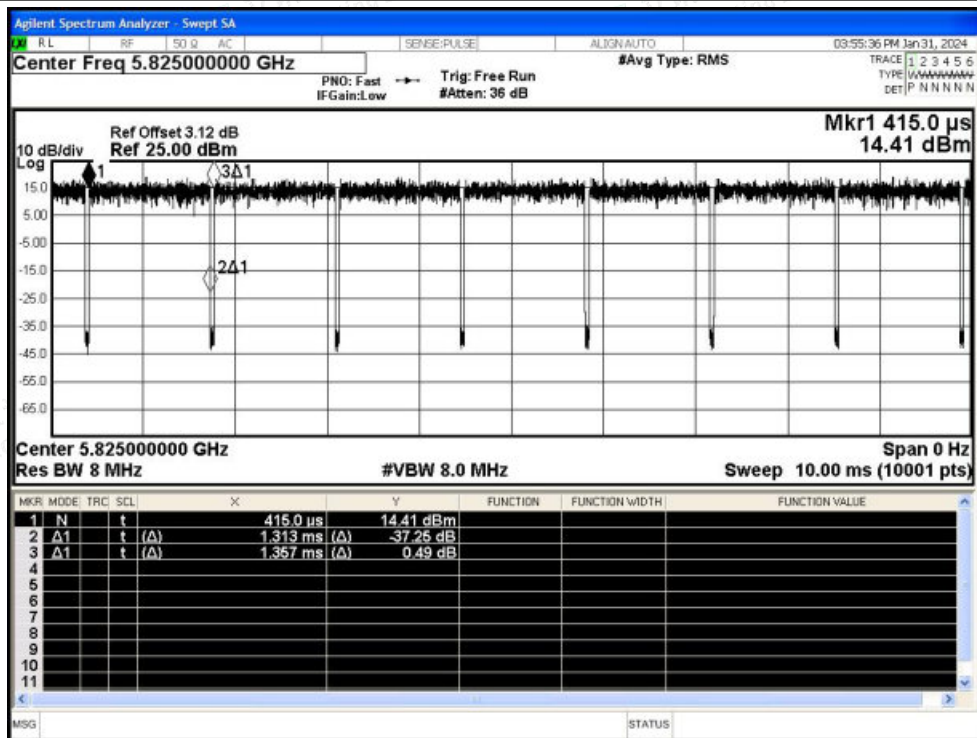 Agilent Spectrum Analyzer - Swept SA
LXI RL RF 50 Ω AC SENSE:PULSE ALIGNAUTO 03:55:36 PM Jan 31, 2024
Center Freq 5.825000000 GHz #Avg Type: RMS TRACE 1 2 3 4 5 6
PNO: Fast Trig: Free Run TYPE
IFGain:Low #Atten: 36 dB DET P N N N N N
Mkr1 415.0 µs
Ref Offset 3.12 dB
10 dB/div Ref 25.00 dBm 14.41 dBm
Log
1 3Δ1
15.0
5.00
-5.00
-15.0 2Δ1
-25.0
-35.0
-45.0
-55.0
-65.0
Center 5.825000000 GHz Span 0 Hz
Res BW 8 MHz #VBW 8.0 MHz Sweep 10.00 ms (10001 pts)
MKR MODE TRC SCL X Y FUNCTION FUNCTION WIDTH FUNCTION VALUE
1 N t 415.0 µs 14.41 dBm
2 Δ1 t (Δ) 1.313 ms (Δ) -37.25 dB
3 Δ1 t (Δ) 1.357 ms (Δ) 0.49 dB
4
5
6
7
8
9
10
11
MSG STATUS